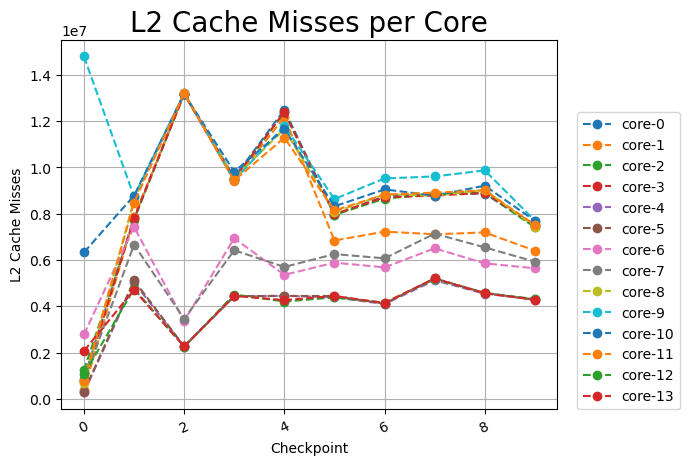 L2 Cache Misses per Core
1e7
1.4
1.2
1.0
0.8
0.6
0.4
0.2
0.0
L2 Cache Misses
0 2 4 6 8
Checkpoint
core-0
core-1
core-2
core-3
core-4
core-5
core-6
core-7
core-8
core-9
core-10
core-11
core-12
core-13